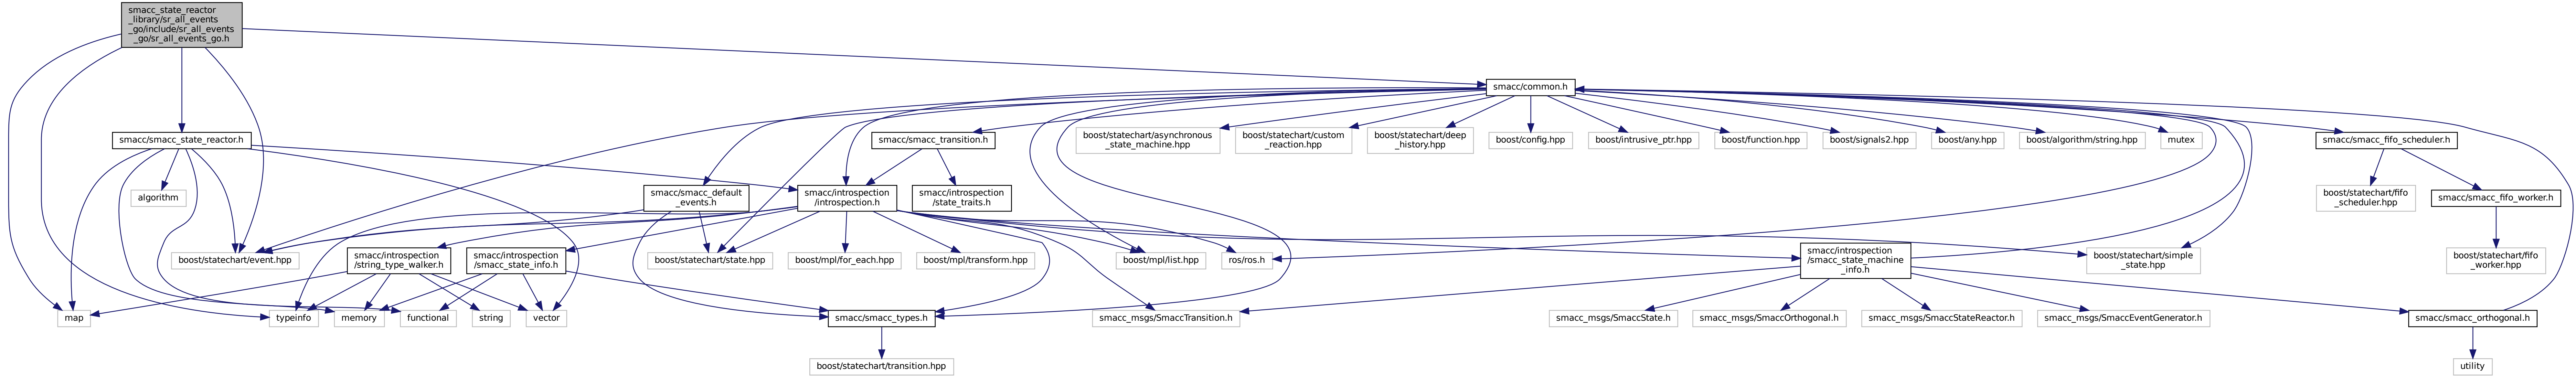 smacc_state_reactor
_library/sr_all_events
_go/include/sr_all_events
_go/sr_all_events_go.h
smacc/common.h
smacc/smacc_state_reactor.h
smacc/smacc_transition.h
boost/statechart/asynchronous
_state_machine.hpp
boost/statechart/custom
_reaction.hpp
boost/statechart/deep
_history.hpp
boost/config.hpp
boost/intrusive_ptr.hpp
boost/function.hpp
boost/signals2.hpp
boost/any.hpp
boost/algorithm/string.hpp
mutex
smacc/smacc_fifo_scheduler.h
algorithm
smacc/smacc_default
_events.h
smacc/introspection
/introspection.h
smacc/introspection
/state_traits.h
boost/statechart/fifo
_scheduler.hpp
smacc/smacc_fifo_worker.h
boost/statechart/event.hpp
smacc/introspection
/string_type_walker.h
smacc/introspection
/smacc_state_info.h
boost/statechart/state.hpp
boost/mpl/for_each.hpp
boost/mpl/transform.hpp
boost/mpl/list.hpp
ros/ros.h
smacc/introspection
/smacc_state_machine
_info.h
boost/statechart/simple
_state.hpp
boost/statechart/fifo
_worker.hpp
map
typeinfo
memory
functional
string
vector
smacc/smacc_types.h
smacc_msgs/SmaccTransition.h
smacc_msgs/SmaccState.h
smacc_msgs/SmaccOrthogonal.h
smacc_msgs/SmaccStateReactor.h
smacc_msgs/SmaccEventGenerator.h
smacc/smacc_orthogonal.h
boost/statechart/transition.hpp
utility